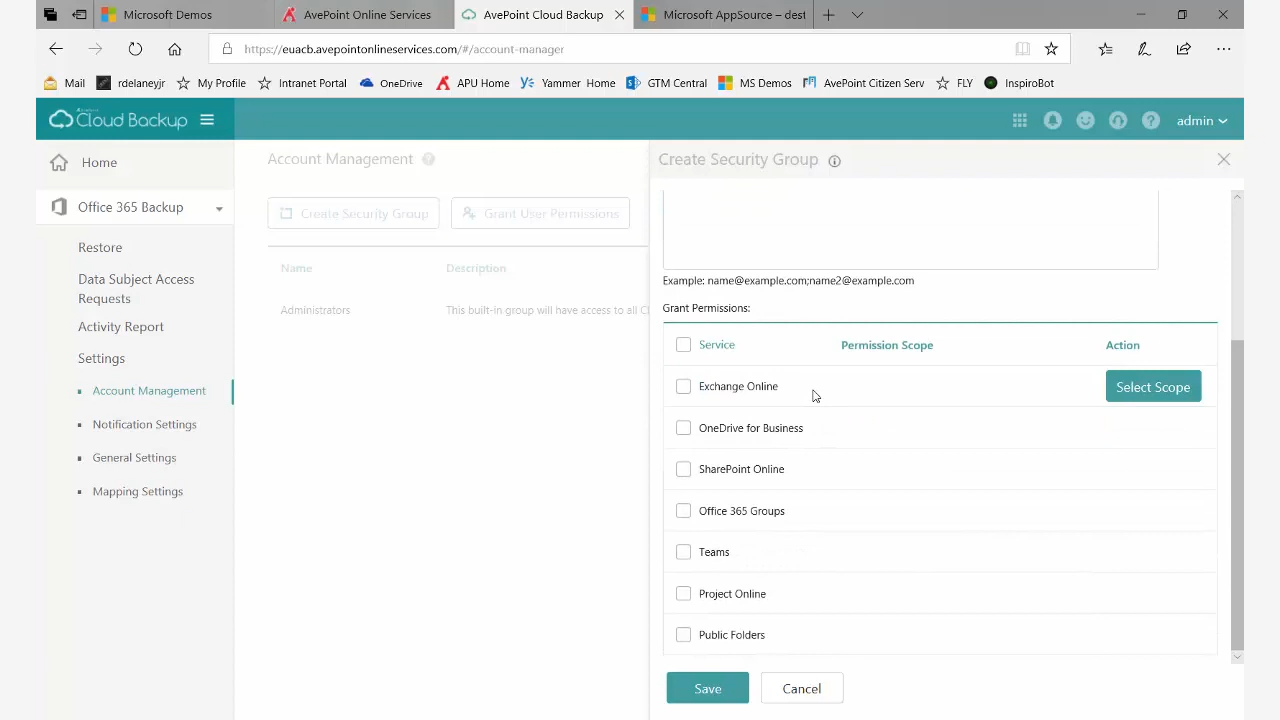 Microsoft Demos
AvePoint Online Services
AvePoint Cloud Backup
Microsoft AppSource – dest
https://euacb.avepointonlineservices.com/#/account-manager
Mail
rdelaneyjr
My Profile
Intranet Portal
OneDrive
APU Home
Yammer Home
GTM Central
MS Demos
AvePoint Citizen Serv
FLY
InspiroBot
Cloud Backup
admin
Home
Office 365 Backup
Restore
Data Subject Access
Requests
Activity Report
Settings
Account Management
Notification Settings
General Settings
Mapping Settings
Account Management
Create Security Group
Grant User Permissions
Name
Description
Administrators
This built-in group will have access to all Cl
Create Security Group
Example: name@example.com;name2@example.com
Grant Permissions:
Service
Permission Scope
Action
Exchange Online
Select Scope
OneDrive for Business
SharePoint Online
Office 365 Groups
Teams
Project Online
Public Folders
Save
Cancel